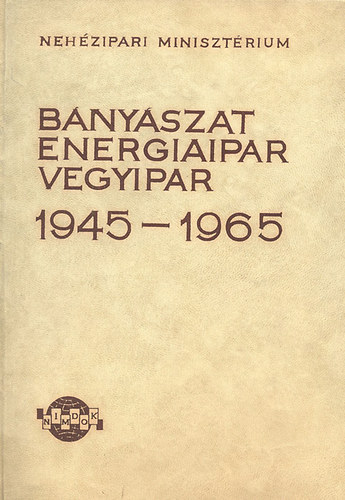 NEHÉZIPARI MINISZTÉRIUM
BÁNYÁSZAT
ENERGIAIPAR
VEGYIPAR
1945 – 1965
NIMDOK